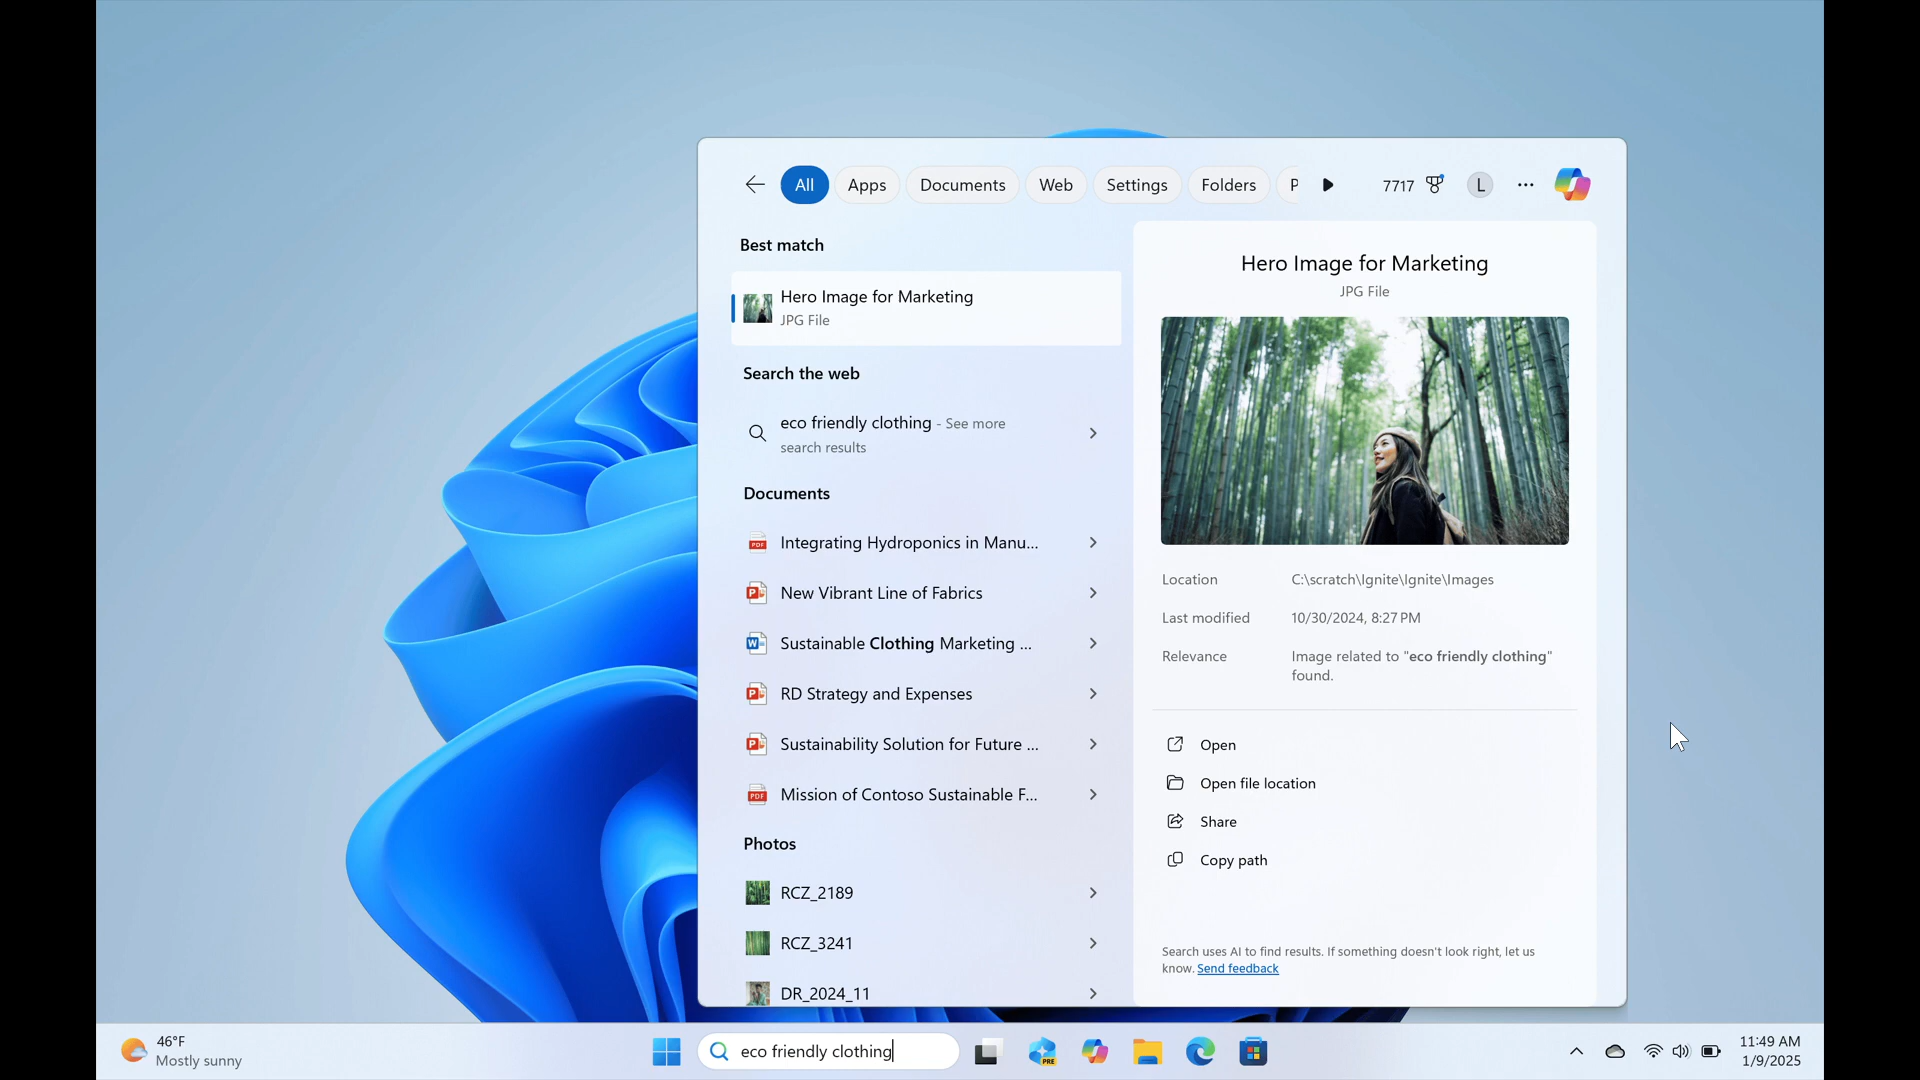 All
Apps
Documents
Web
Settings
Folders
P
7717
L
Best match
Hero Image for Marketing
JPG File
Search the web
eco friendly clothing - See more
search results
Documents
PDF
Integrating Hydroponics in Manu...
P
New Vibrant Line of Fabrics
W
Sustainable Clothing Marketing ...
P
RD Strategy and Expenses
P
Sustainability Solution for Future ...
PDF
Mission of Contoso Sustainable F...
Photos
RCZ_2189
RCZ_3241
DR_2024_11
Hero Image for Marketing
JPG File
Location C:\scratch\Ignite\Ignite\Images
Last modified 10/30/2024, 8:27 PM
Relevance Image related to "eco friendly clothing"
found.
Open
Open file location
Share
Copy path
Search uses AI to find results. If something doesn't look right, let us
know. Send feedback
46°F
Mostly sunny
eco friendly clothing
PRE
11:49 AM
1/9/2025